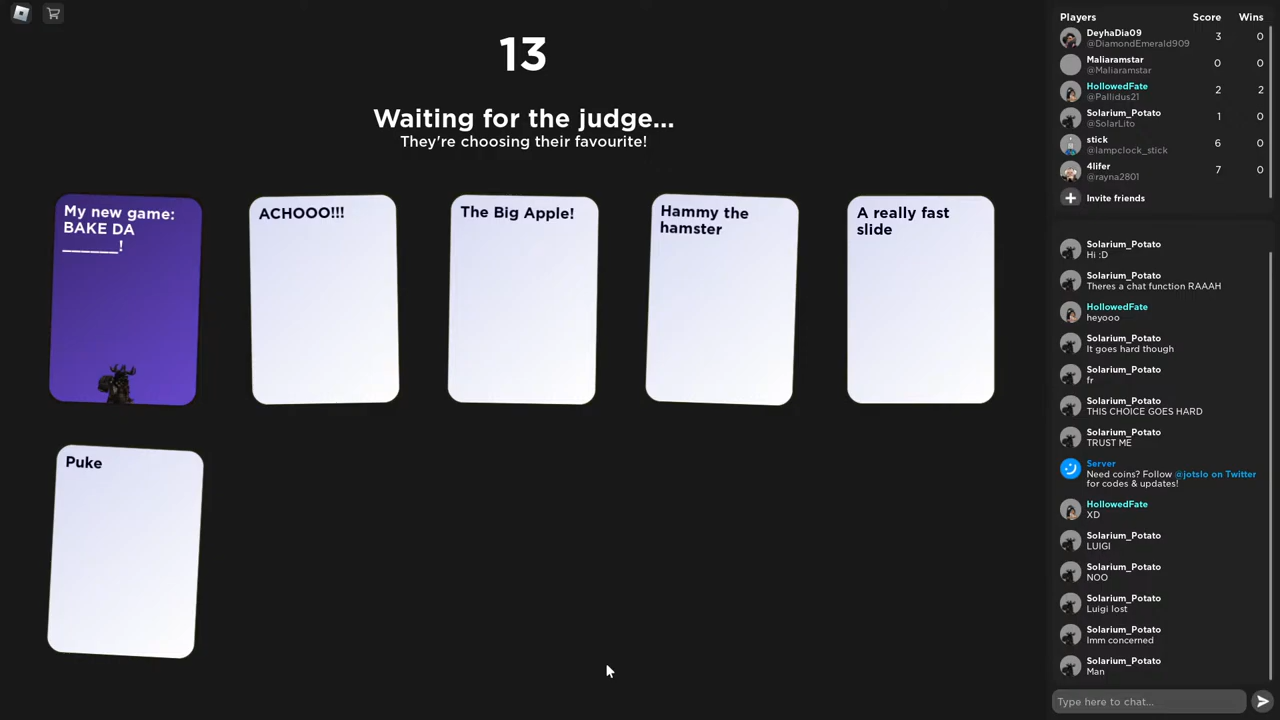 13
Waiting for the judge...
They're choosing their favourite!
My new game:
BAKE DA
______!
ACHOOO!!!
The Big Apple!
Hammy the
hamster
A really fast
slide
Puke
Players Score Wins
DeyhaDia09 3 0
@DiamondEmerald909
Maliaramstar 0 0
@Maliaramstar
HollowedFate 2 2
@Pallidus21
Solarium_Potato 1 0
@SolarLito
stick 6 0
@lampclock_stick
4lifer 7 0
@rayna2801
Invite friends
Solarium_Potato
Hi :D
Solarium_Potato
Theres a chat function RAAAH
HollowedFate
heyooo
Solarium_Potato
It goes hard though
Solarium_Potato
fr
Solarium_Potato
THIS CHOICE GOES HARD
Solarium_Potato
TRUST ME
Server
Need coins? Follow @jotslo on Twitter
for codes & updates!
HollowedFate
XD
Solarium_Potato
LUIGI
Solarium_Potato
NOO
Solarium_Potato
Luigi lost
Solarium_Potato
Imm concerned
Solarium_Potato
Man
Type here to chat...